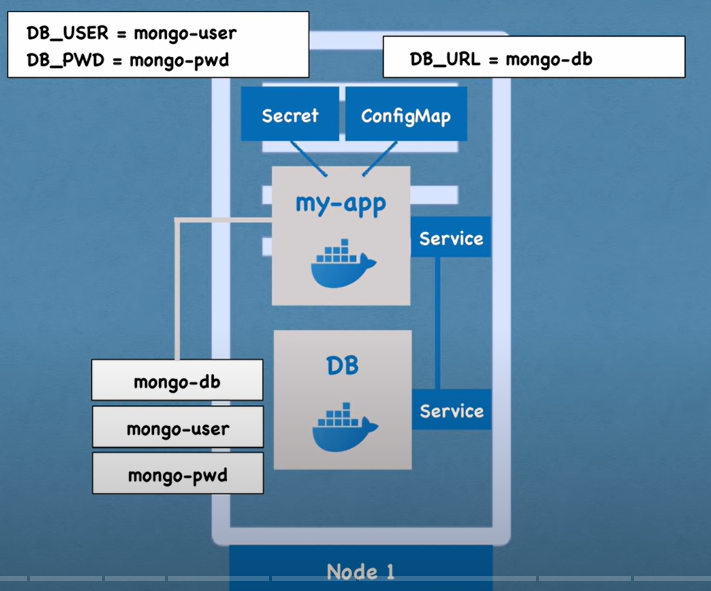 DB_USER = mongo-user
DB_PWD = mongo-pwd
DB_URL = mongo-db
Secret
ConfigMap
my-app
Service
DB
Service
mongo-db
mongo-user
mongo-pwd
Node 1